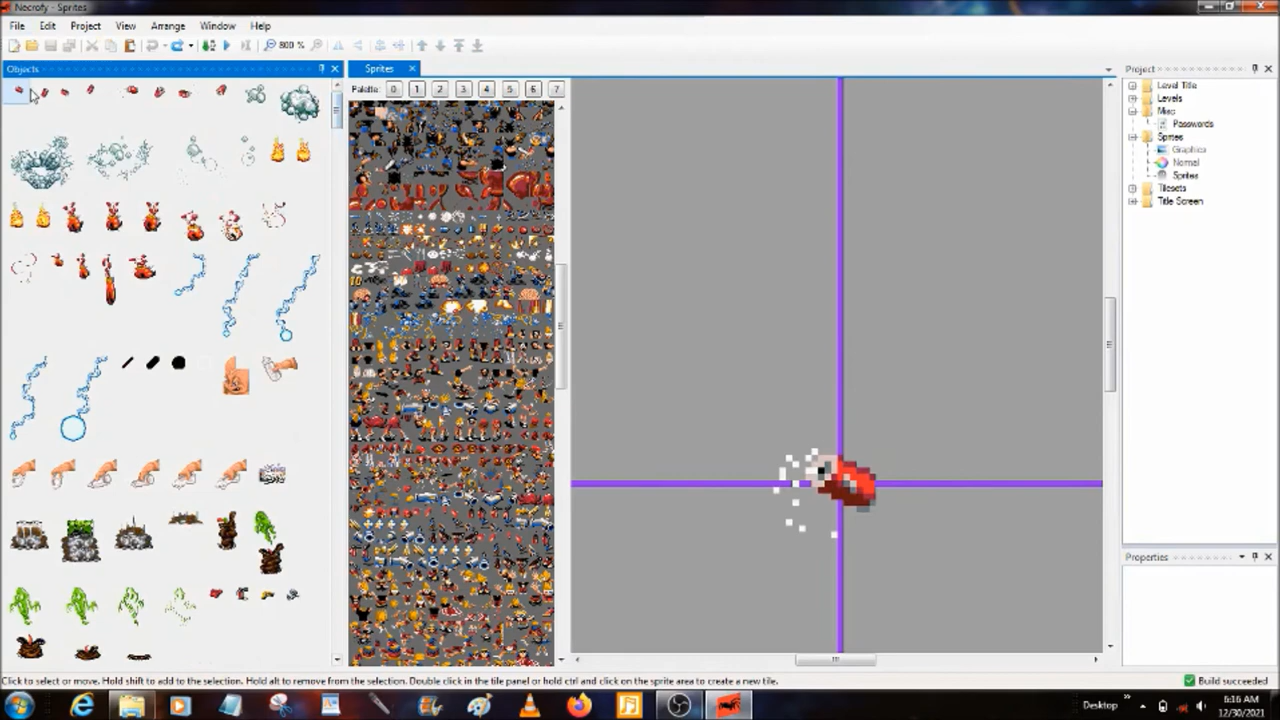 Necrofy - Sprites
File Edit Project View Arrange Window Help
800 %
Objects
Sprites
Palette: 0 1 2 3 4 5 6 7
Project
Level Title
Levels
Misc
Passwords
Sprites
Graphics
Normal
Sprites
Tilesets
Title Screen
Properties
Click to select or move. Hold shift to add to the selection. Hold alt to remove from the selection. Double click in the tile panel or hold ctrl and click on the sprite area to create a new tile.
Build succeeded
Desktop
6:16 AM
12/30/2021